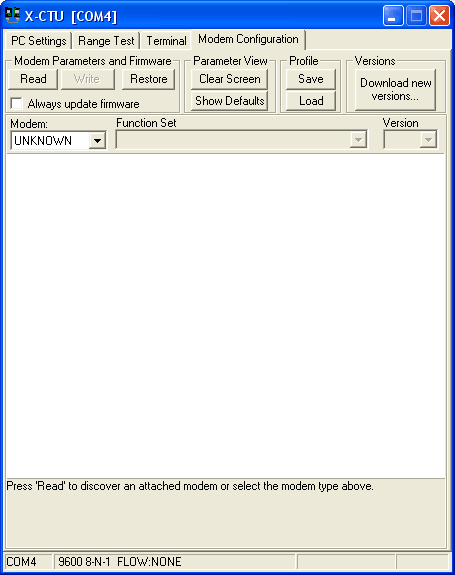 X-CTU [COM4]
PC Settings Range Test Terminal Modem Configuration
Modem Parameters and Firmware Parameter View Profile Versions
Read Write Restore Clear Screen Save Download new
versions...
Always update firmware Show Defaults Load
Modem: Function Set Version
UNKNOWN
Press 'Read' to discover an attached modem or select the modem type above.
COM4 9600 8-N-1 FLOW:NONE